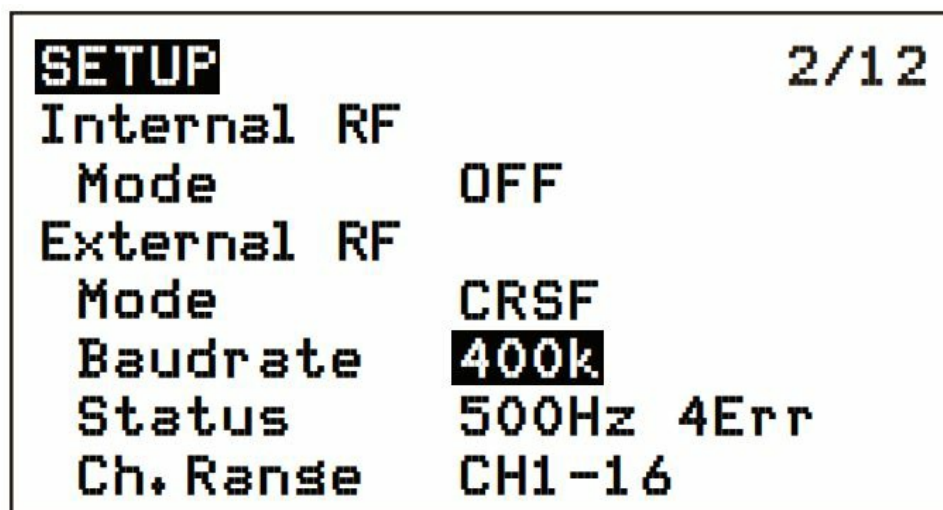 SETUP 2/12
Internal RF
Mode OFF
External RF
Mode CRSF
Baudrate 400k
Status 500Hz 4Err
Ch.Range CH1-16